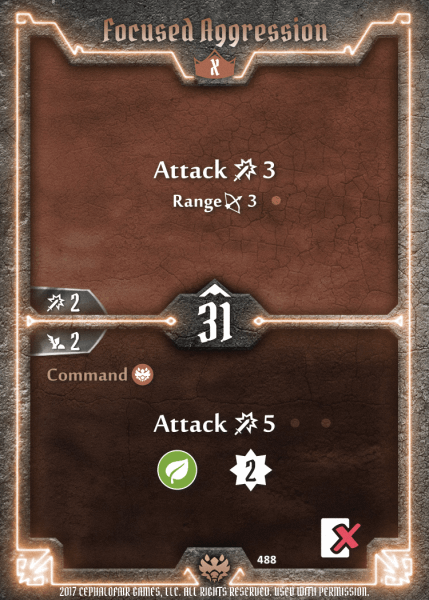 Focused Aggression
X
Attack 3
Range 3
2
31
2
Command
Attack 5
2
488
2017 CEPHALOFAIR GAMES, LLC. ALL RIGHTS RESERVED. USED WITH PERMISSION.